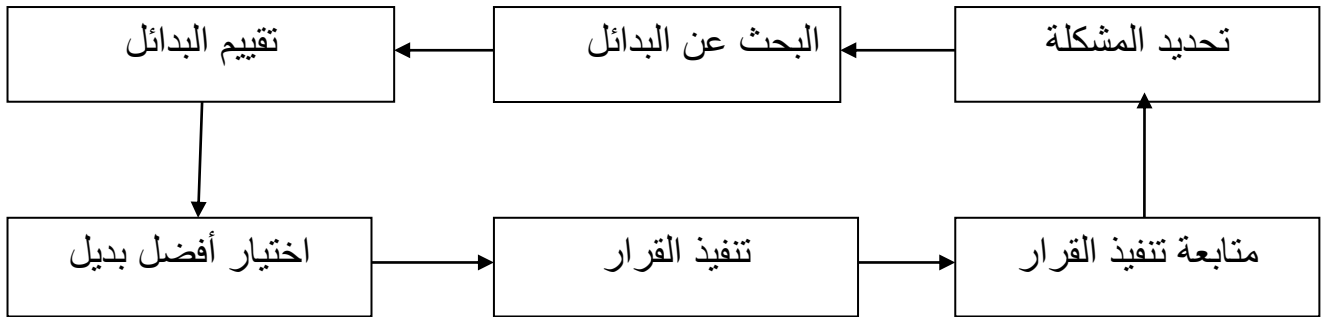 تحديد المشكلة
البحث عن البدائل
تقييم البدائل
اختيار أفضل بديل
تنفيذ القرار
متابعة تنفيذ القرار